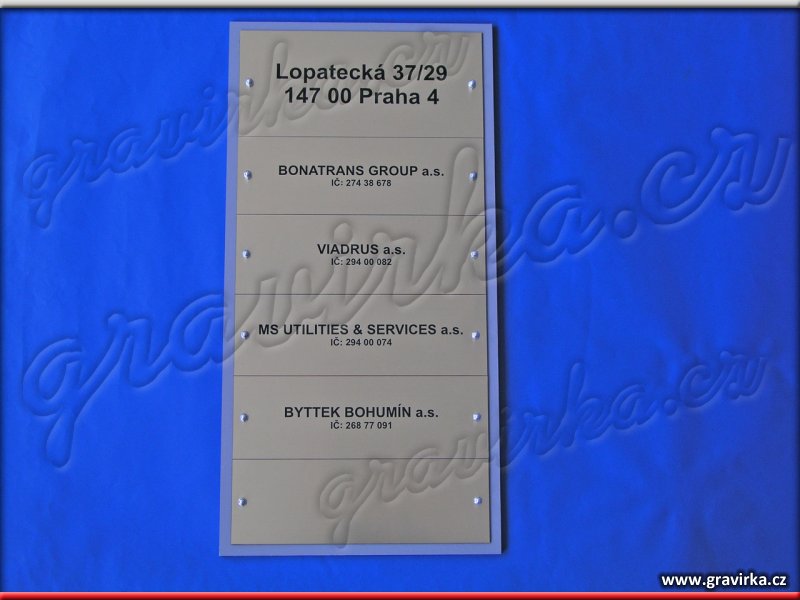 Lopatecká 37/29
147 00 Praha 4
BONATRANS GROUP a.s.
IČ: 274 38 678
VIADRUS a.s.
IČ: 294 00 082
MS UTILITIES & SERVICES a.s.
IČ: 294 00 074
BYTTEK BOHUMÍN a.s.
IČ: 268 77 091
gravirka.cz
gravirka.cz
gravirka.cz
www.gravirka.cz